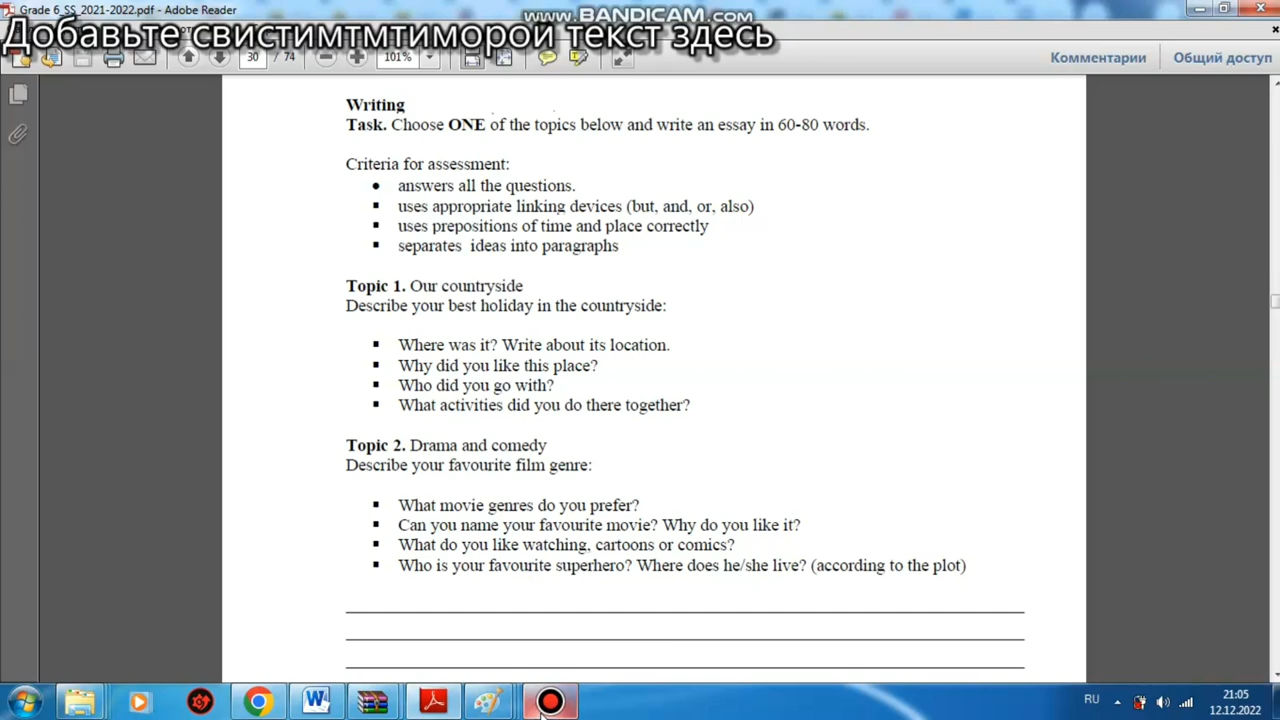 Grade 6_SS_2021-2022.pdf - Adobe Reader
www.BANDICAM.com
Добавьте свистимтмтиморой текст здесь
30 / 74
101%
Комментарии
Общий доступ
Writing
Task. Choose ONE of the topics below and write an essay in 60-80 words.
Criteria for assessment:
answers all the questions.
uses appropriate linking devices (but, and, or, also)
uses prepositions of time and place correctly
separates ideas into paragraphs
Topic 1. Our countryside
Describe your best holiday in the countryside:
Where was it? Write about its location.
Why did you like this place?
Who did you go with?
What activities did you do there together?
Topic 2. Drama and comedy
Describe your favourite film genre:
What movie genres do you prefer?
Can you name your favourite movie? Why do you like it?
What do you like watching, cartoons or comics?
Who is your favourite superhero? Where does he/she live? (according to the plot)
RU
21:05
12.12.2022